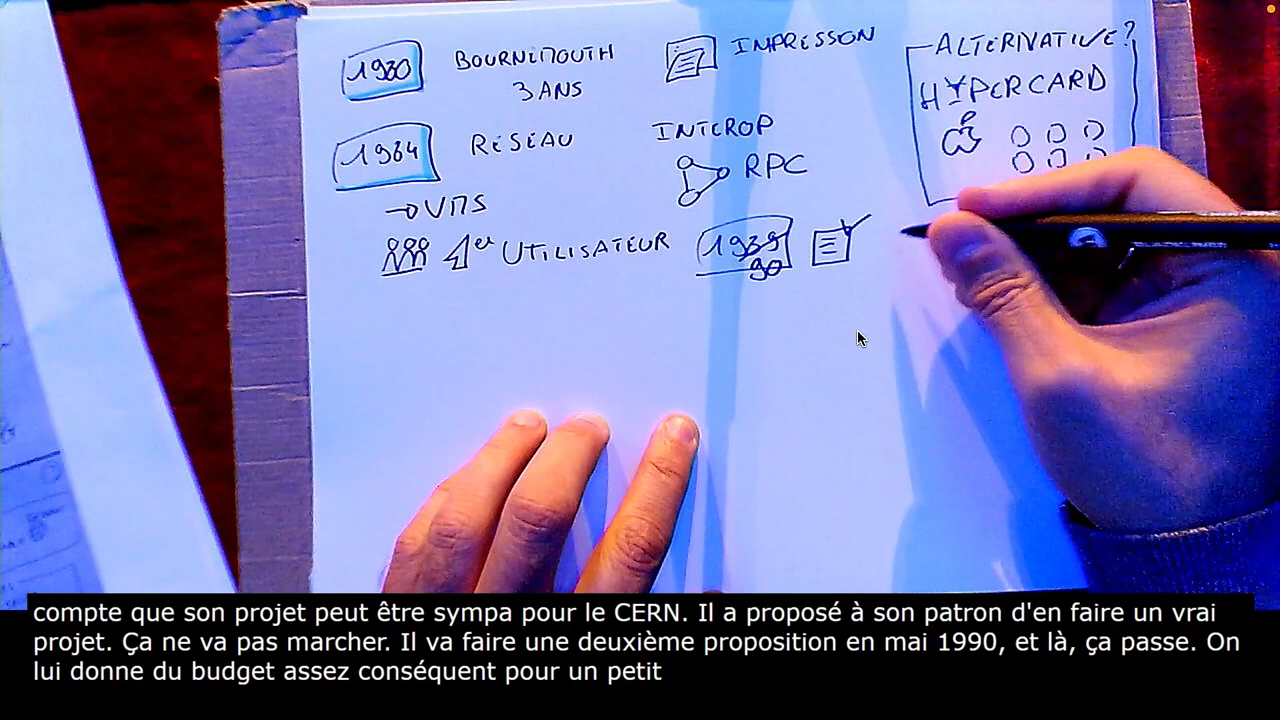 1980 BOURNEMOUTH
3 ANS
IMPRESSION
1984 RÉSEAU
→ VMS
1er UTILISATEUR
INTEROP
RPC
1989
90
ALTERNATIVE?
HYPERCARD
compte que son projet peut être sympa pour le CERN. Il a proposé à son patron d'en faire un vrai
projet. Ça ne va pas marcher. Il va faire une deuxième proposition en mai 1990, et là, ça passe. On
lui donne du budget assez conséquent pour un petit